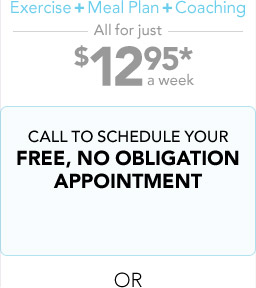 Exercise + Meal Plan + Coaching
All for just
$12.95*
a week
CALL TO SCHEDULE YOUR
FREE, NO OBLIGATION
APPOINTMENT
OR